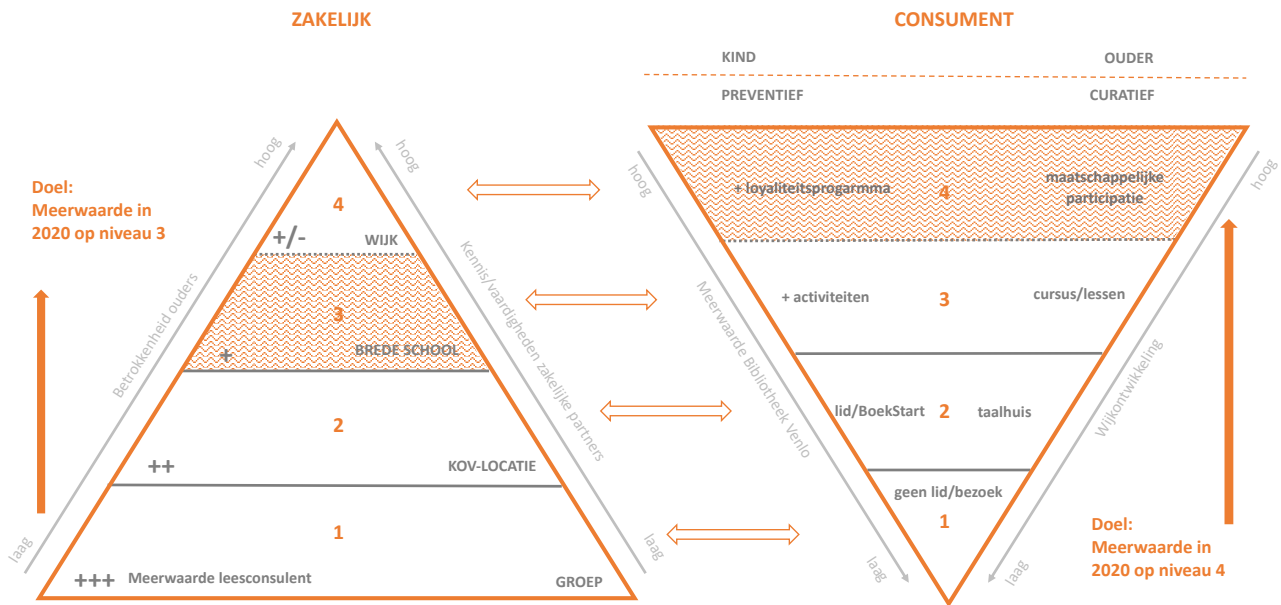 ZAKELIJK
CONSUMENT
KIND
OUDER
PREVENTIEF
CURATIEF
Doel:
Meerwaarde in
2020 op niveau 3
hoog
hoog
Betrokkenheid ouders
Kennis/vaardigheden zakelijke partners
laag
laag
4
+/-
WIJK
3
+
BREDE SCHOOL
2
++
KOV-LOCATIE
1
+++
Meerwaarde leesconsulent
GROEP
hoog
hoog
Meerwaarde Bibliotheek Venlo
Wijkontwikkeling
laag
laag
+ loyaliteitsprogarmma
4
maatschappelijke
participatie
+ activiteiten
3
cursus/lessen
lid/BoekStart
2
taalhuis
geen lid/bezoek
1
Doel:
Meerwaarde in
2020 op niveau 4